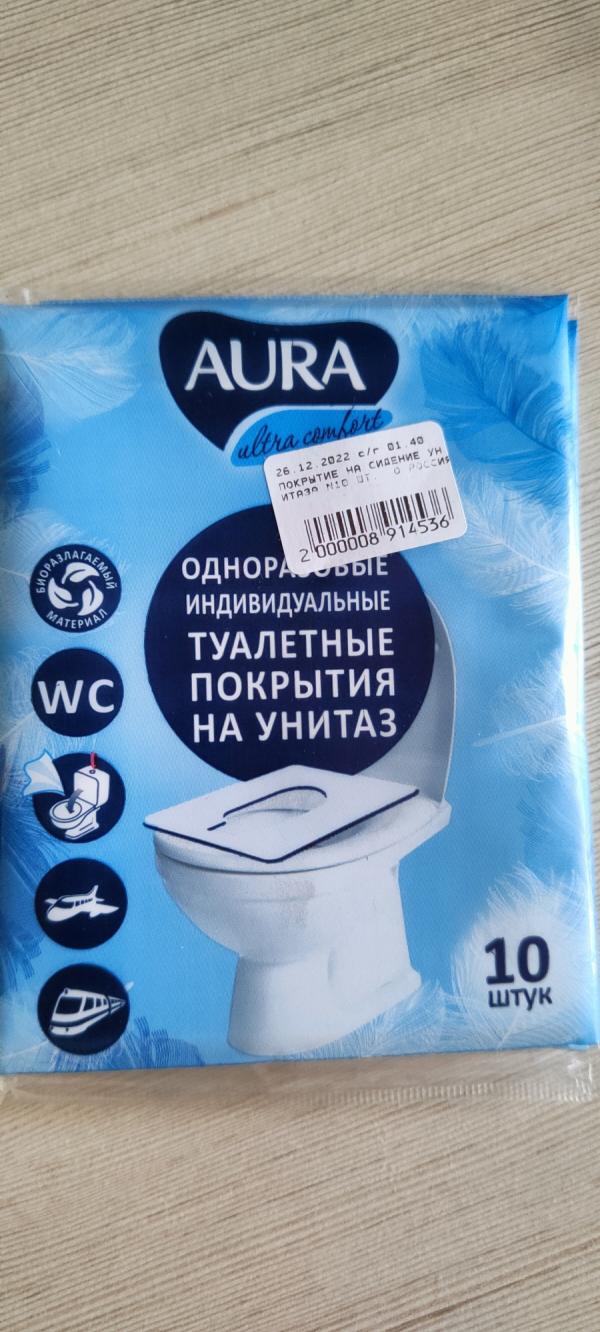 AURA
ultra comfort
26.12.2022 с/г 01.40
ПОКРЫТИЕ НА СИДЕНИЕ УН
ИТАЗА N10 ШТ. РОССИЯ
2 000008 914536
ОДНОРАЗОВЫЕ
ИНДИВИДУАЛЬНЫЕ
ТУАЛЕТНЫЕ
ПОКРЫТИЯ
НА УНИТАЗ
БИОРАЗЛАГАЕМЫЙ
МАТЕРИАЛ
WC
10
штук